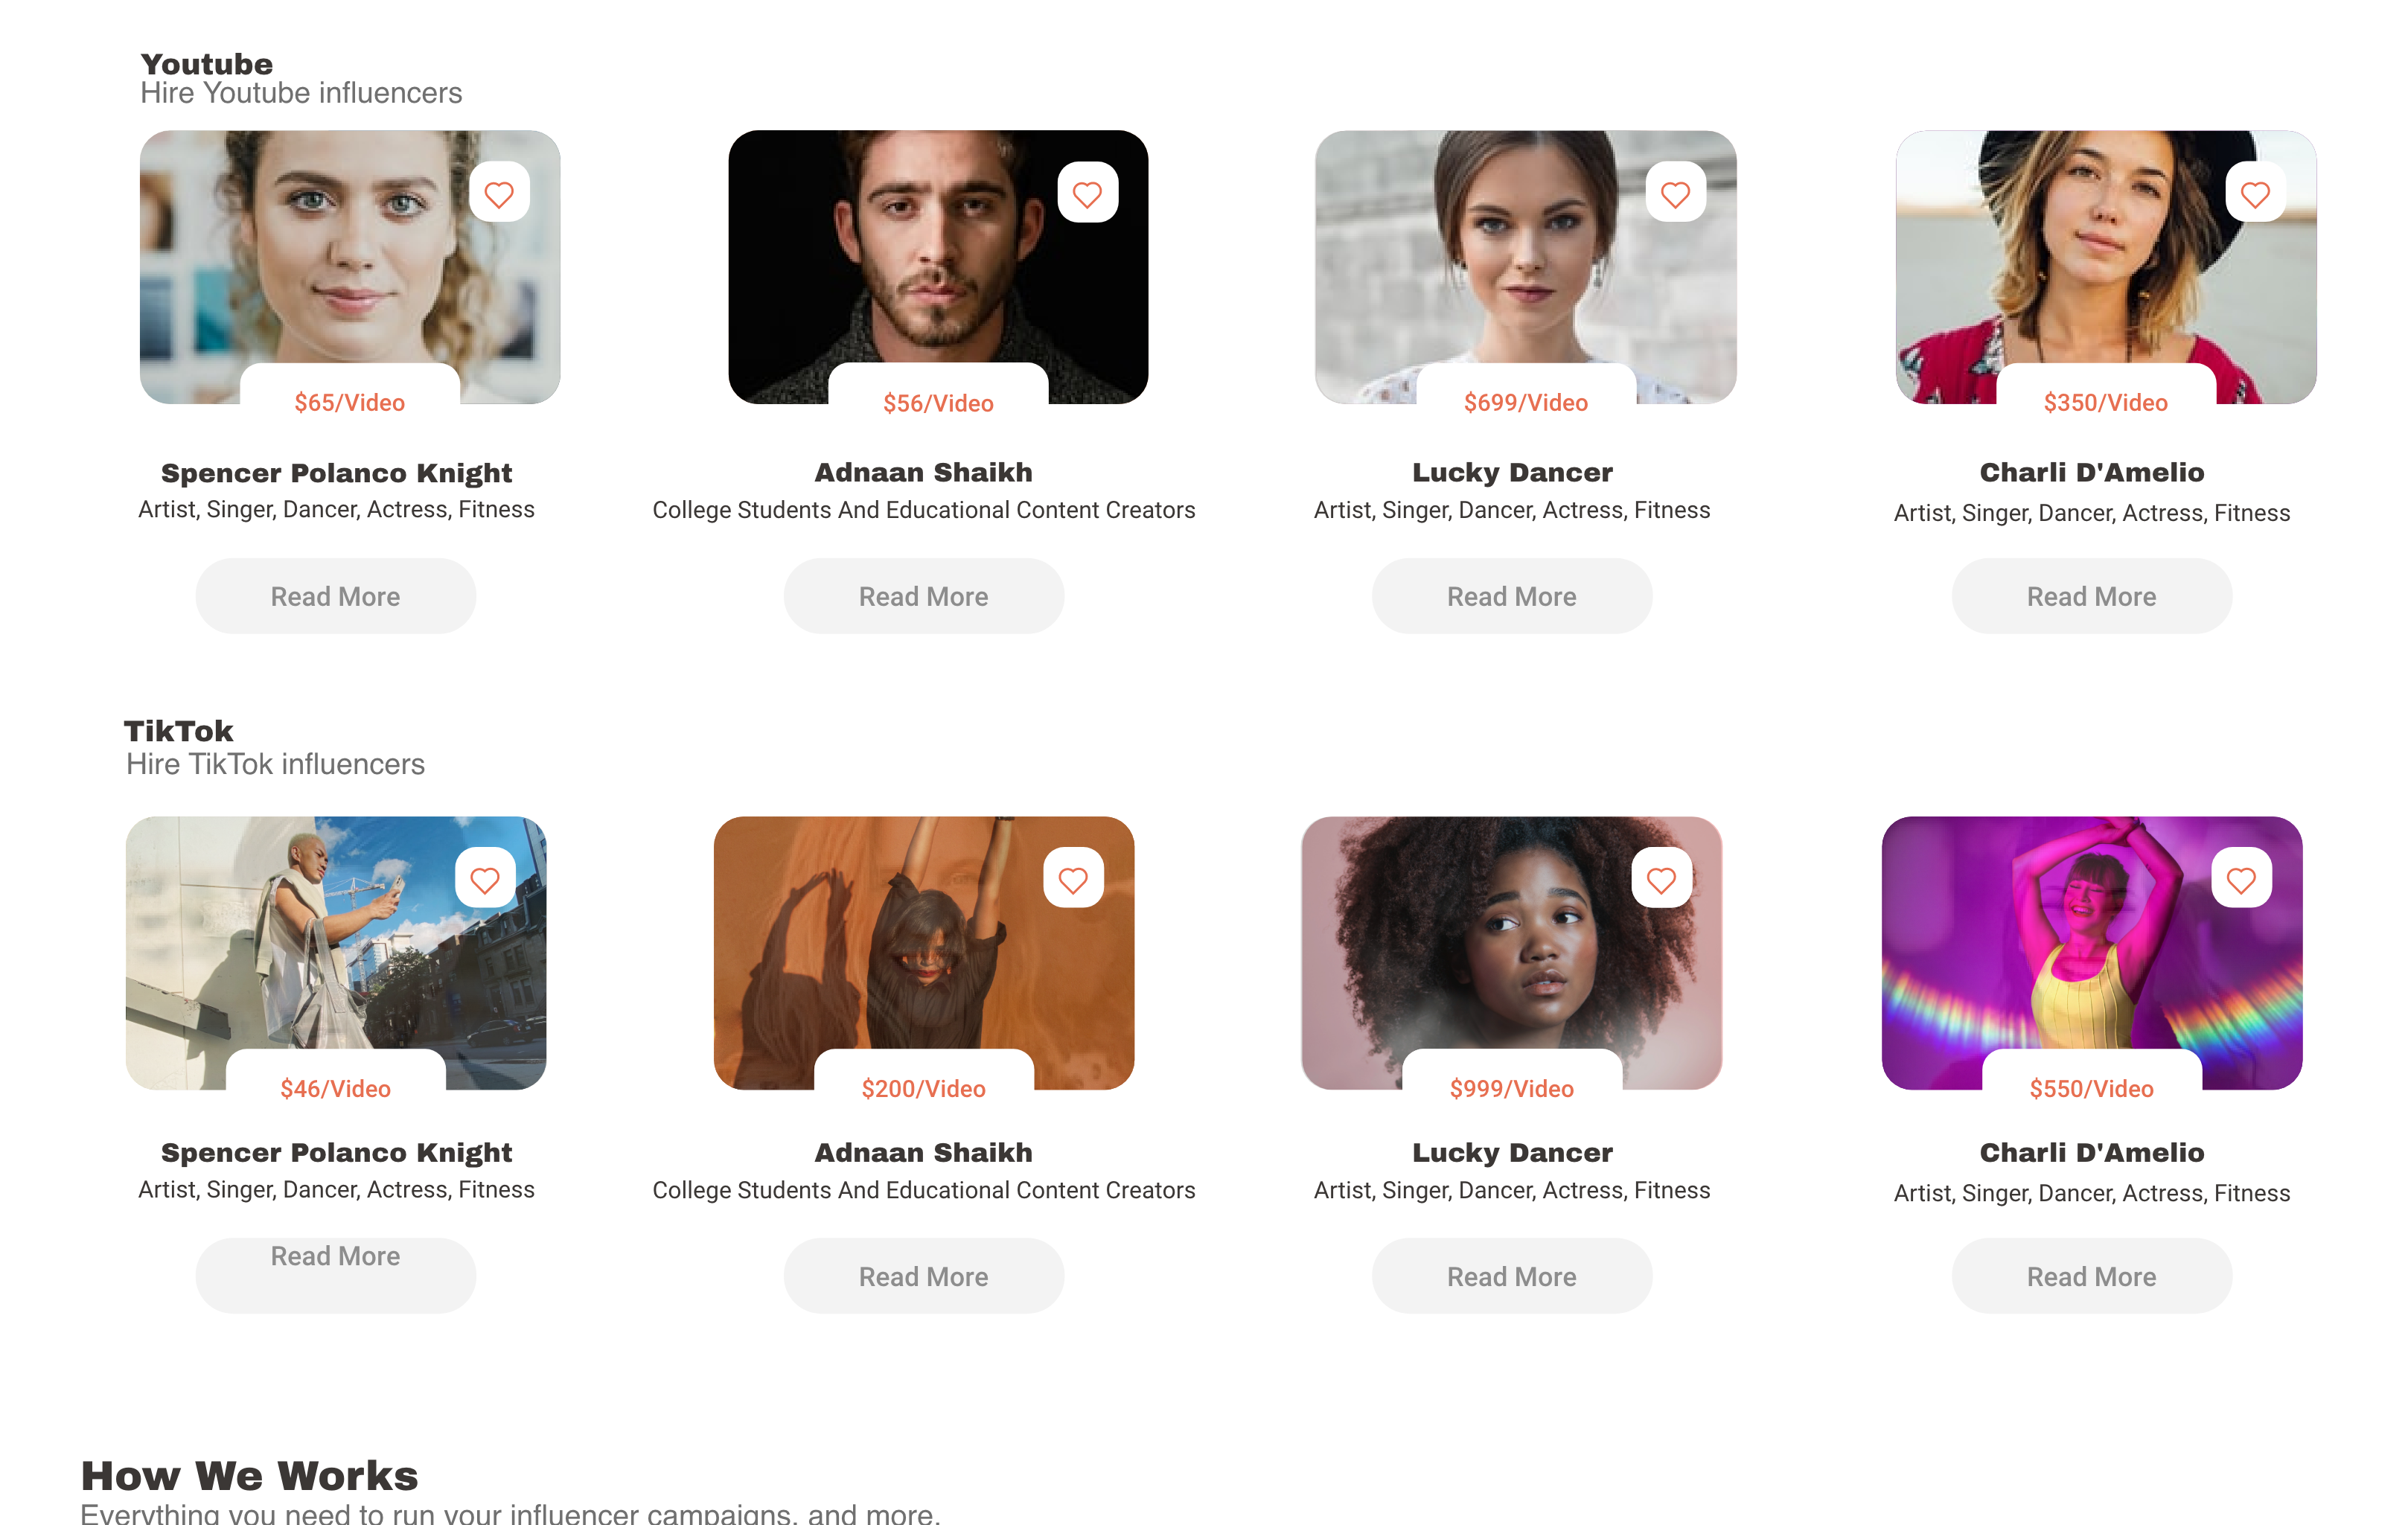 Youtube
Hire Youtube influencers
$65/Video
$56/Video
$699/Video
$350/Video
Spencer Polanco Knight
Adnaan Shaikh
Lucky Dancer
Charli D'Amelio
Artist, Singer, Dancer, Actress, Fitness
College Students And Educational Content Creators
Artist, Singer, Dancer, Actress, Fitness
Artist, Singer, Dancer, Actress, Fitness
Read More
Read More
Read More
Read More
TikTok
Hire TikTok influencers
$46/Video
$200/Video
$999/Video
$550/Video
Spencer Polanco Knight
Adnaan Shaikh
Lucky Dancer
Charli D'Amelio
Artist, Singer, Dancer, Actress, Fitness
College Students And Educational Content Creators
Artist, Singer, Dancer, Actress, Fitness
Artist, Singer, Dancer, Actress, Fitness
Read More
Read More
Read More
Read More
How We Works
Everything you need to run your influencer campaigns, and more.